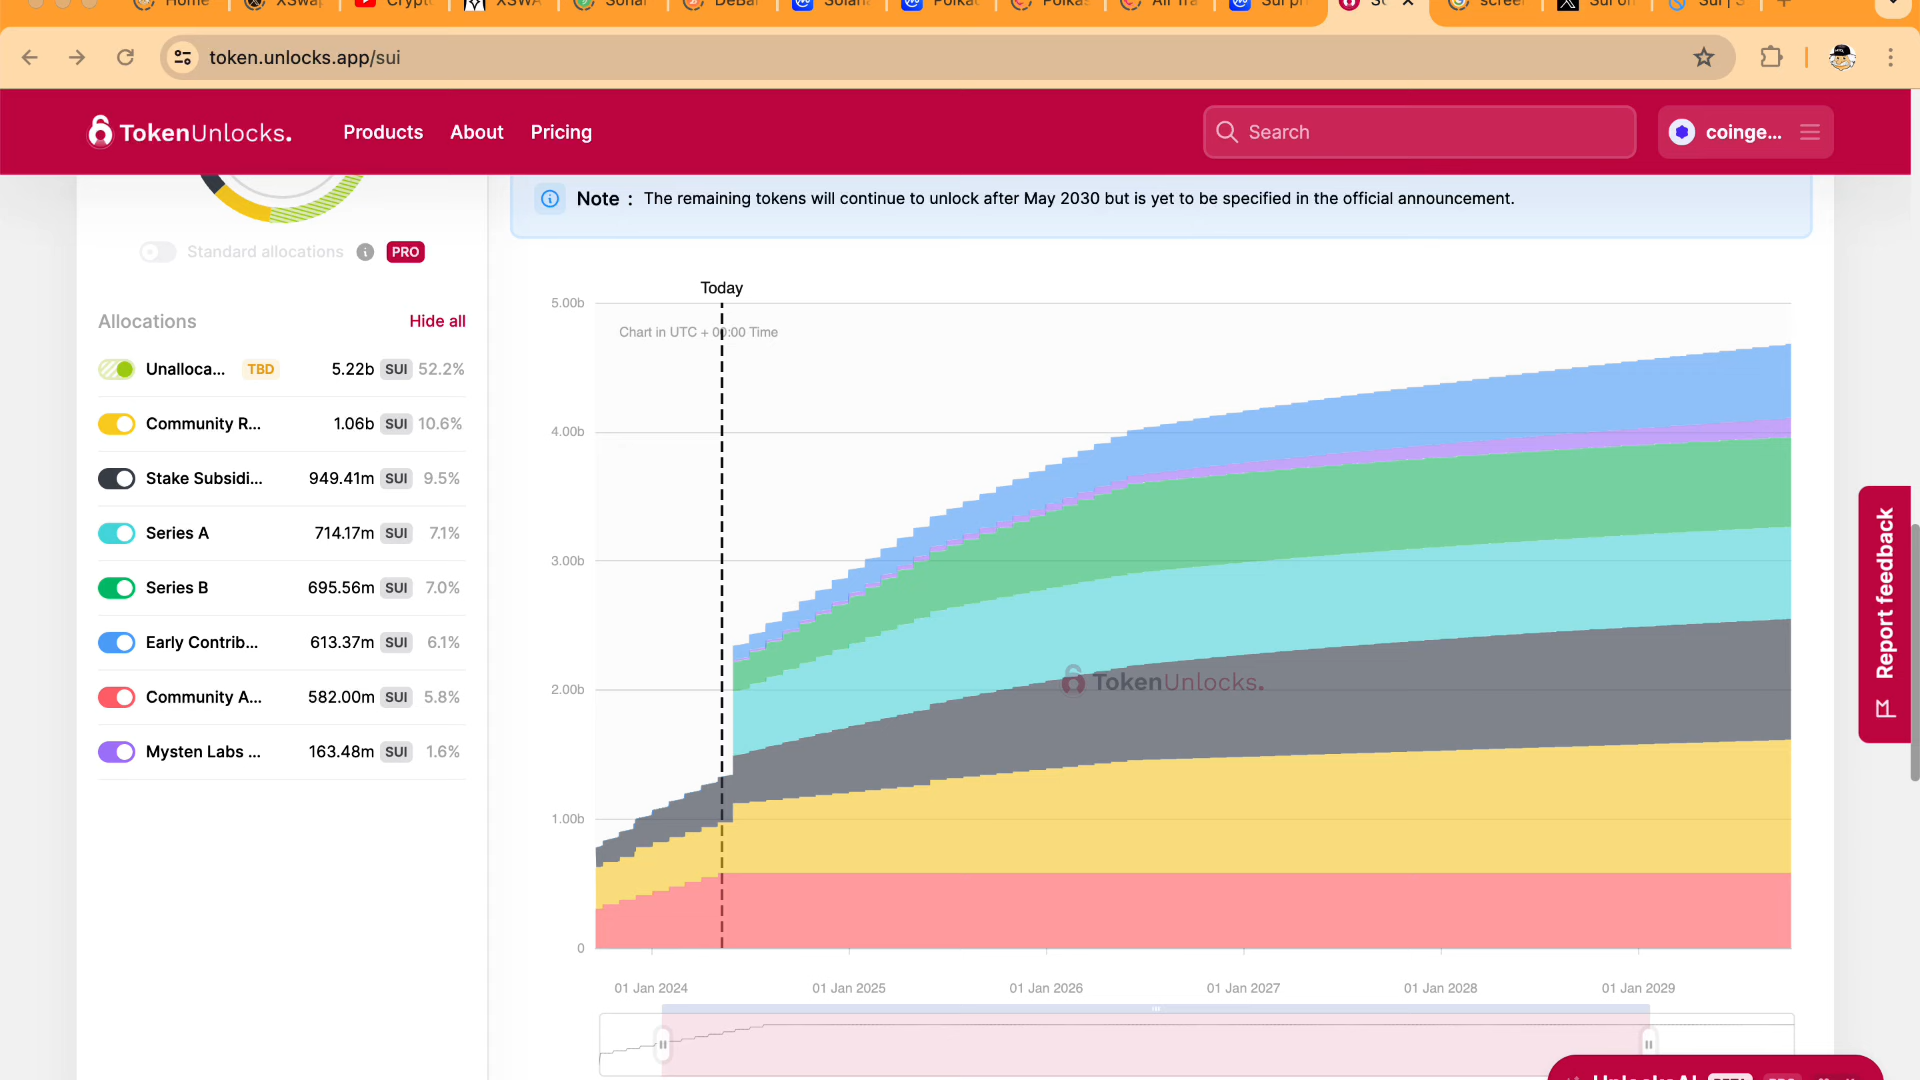 Home
XSwap
Crypto
XSWA
DeBan
Solana
token.unlocks.app/sui
TokenUnlocks.
Products
About
Pricing
Search
coinge...
Note : The remaining tokens will continue to unlock after May 2030 but is yet to be specified in the official announcement.
Standard allocations
PRO
Allocations
Hide all
Unalloca... TBD 5.22b SUI 52.2%
Community R... 1.06b SUI 10.6%
Stake Subsidi... 949.41m SUI 9.5%
Series A 714.17m SUI 7.1%
Series B 695.56m SUI 7.0%
Early Contrib... 613.37m SUI 6.1%
Community A... 582.00m SUI 5.8%
Mysten Labs ... 163.48m SUI 1.6%
Today
Chart in UTC + 00:00 Time
5.00b
4.00b
3.00b
2.00b
1.00b
0
TokenUnlocks.
01 Jan 2024
01 Jan 2025
01 Jan 2026
01 Jan 2027
01 Jan 2028
01 Jan 2029
Report feedback